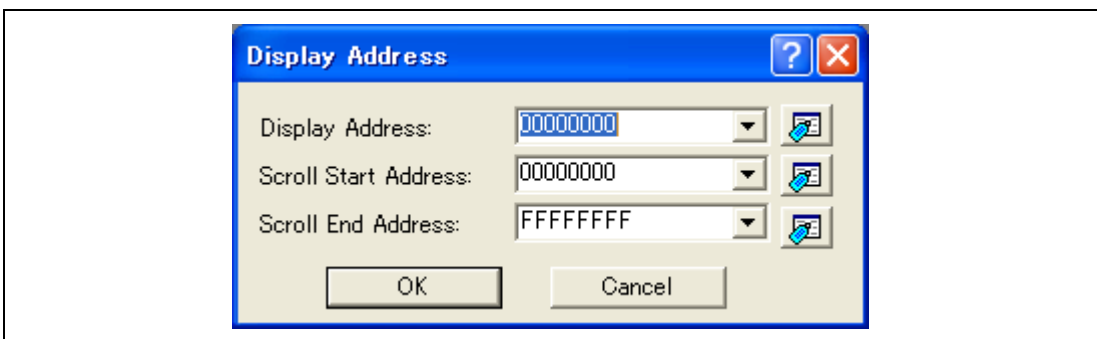 Display Address
Display Address: 00000000
Scroll Start Address: 00000000
Scroll End Address: FFFFFFFF
OK Cancel